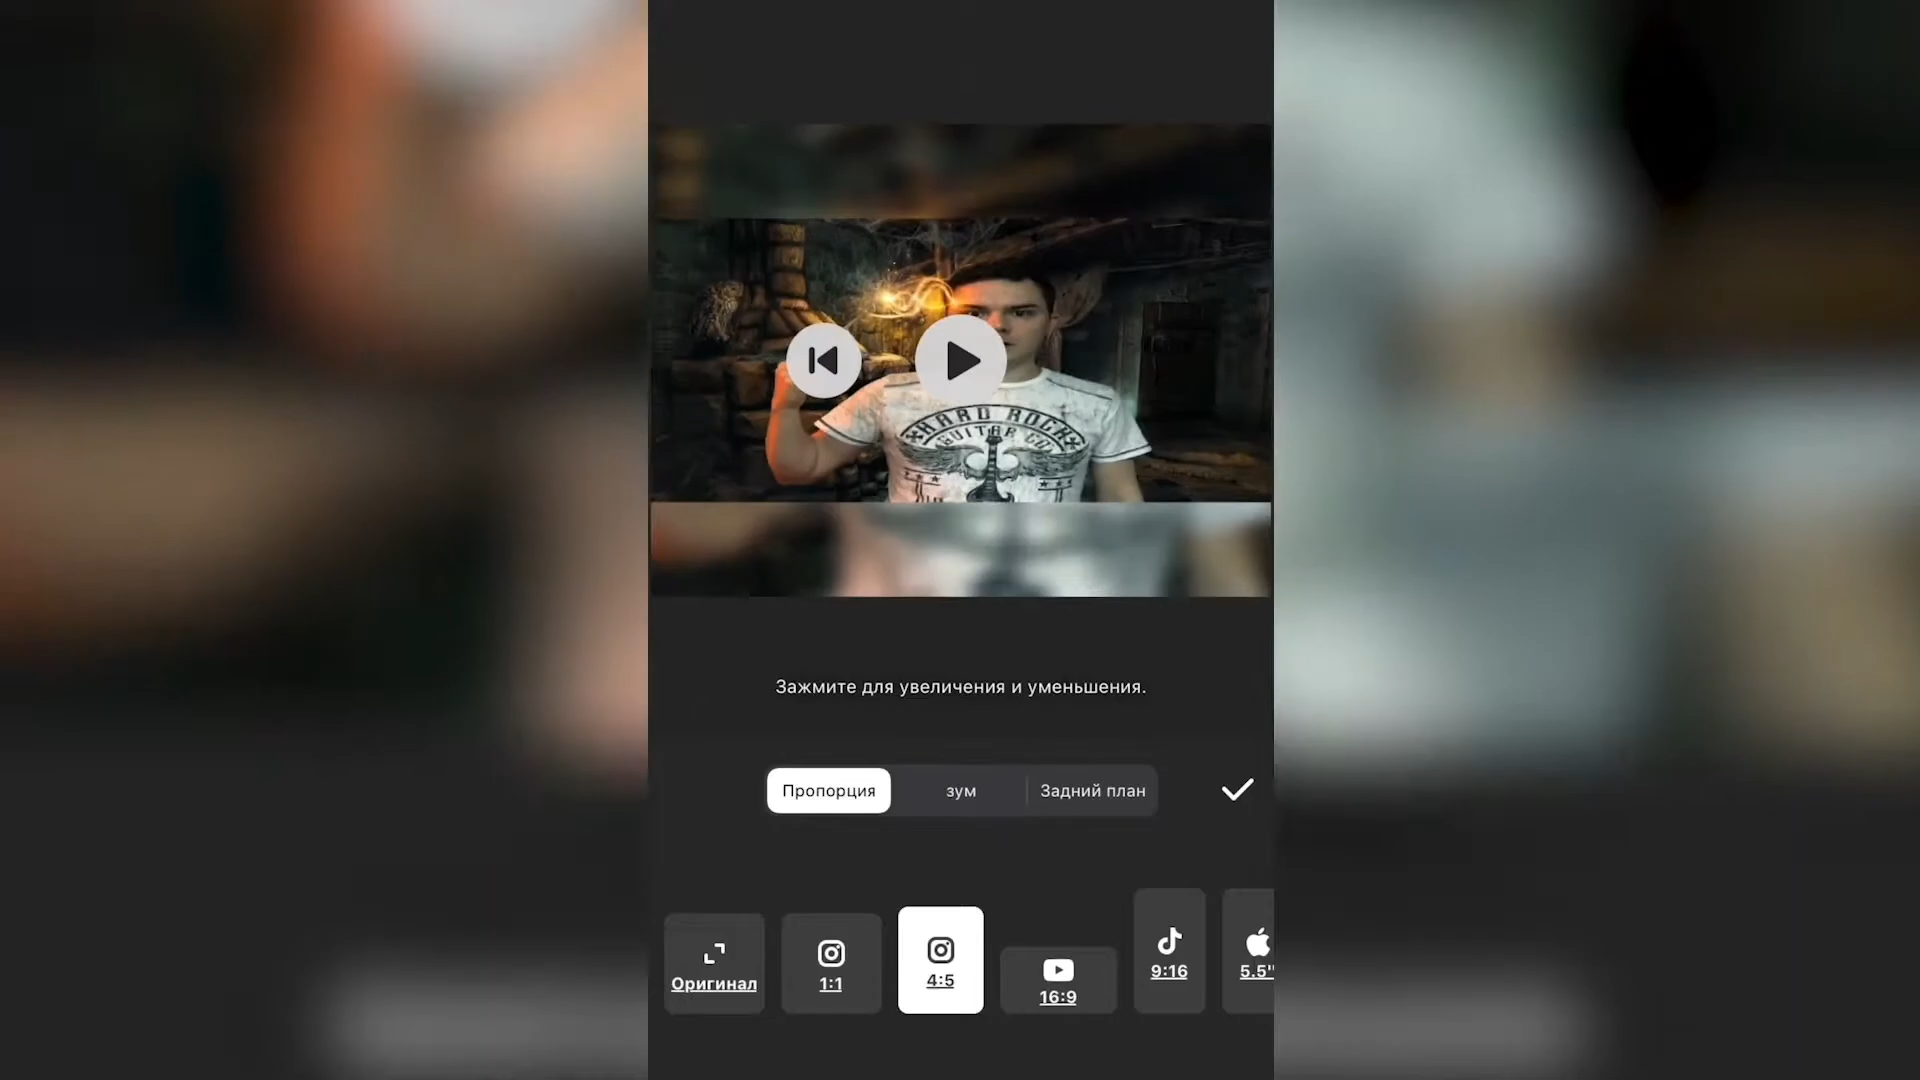 HARD ROCK
GUITAR CO.
Зажмите для увеличения и уменьшения.
Пропорция
зум
Задний план
Оригинал
1:1
4:5
16:9
9:16
5.5"